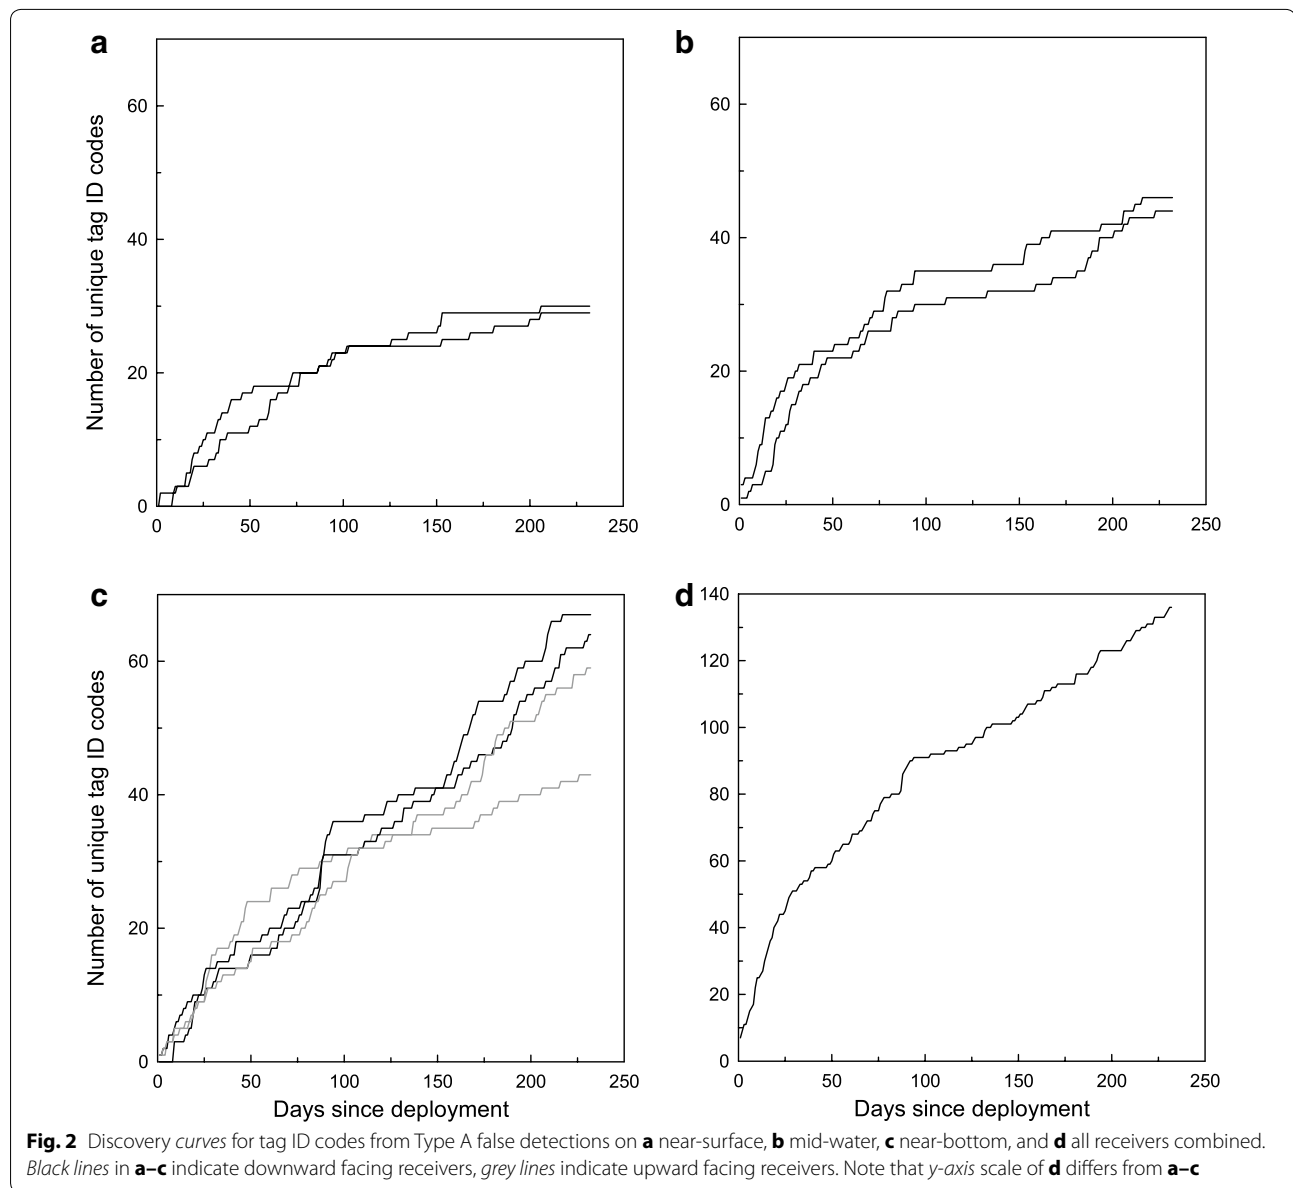 a
Number of unique tag ID codes
60
40
20
0
0 50 100 150 200 250
b
60
40
20
0
0 50 100 150 200 250
c
Number of unique tag ID codes
60
40
20
0
0 50 100 150 200 250
Days since deployment
d
140
120
100
80
60
40
20
0
0 50 100 150 200 250
Days since deployment
Fig. 2 Discovery curves for tag ID codes from Type A false detections on a near-surface, b mid-water, c near-bottom, and d all receivers combined.
Black lines in a–c indicate downward facing receivers, grey lines indicate upward facing receivers. Note that y-axis scale of d differs from a–c